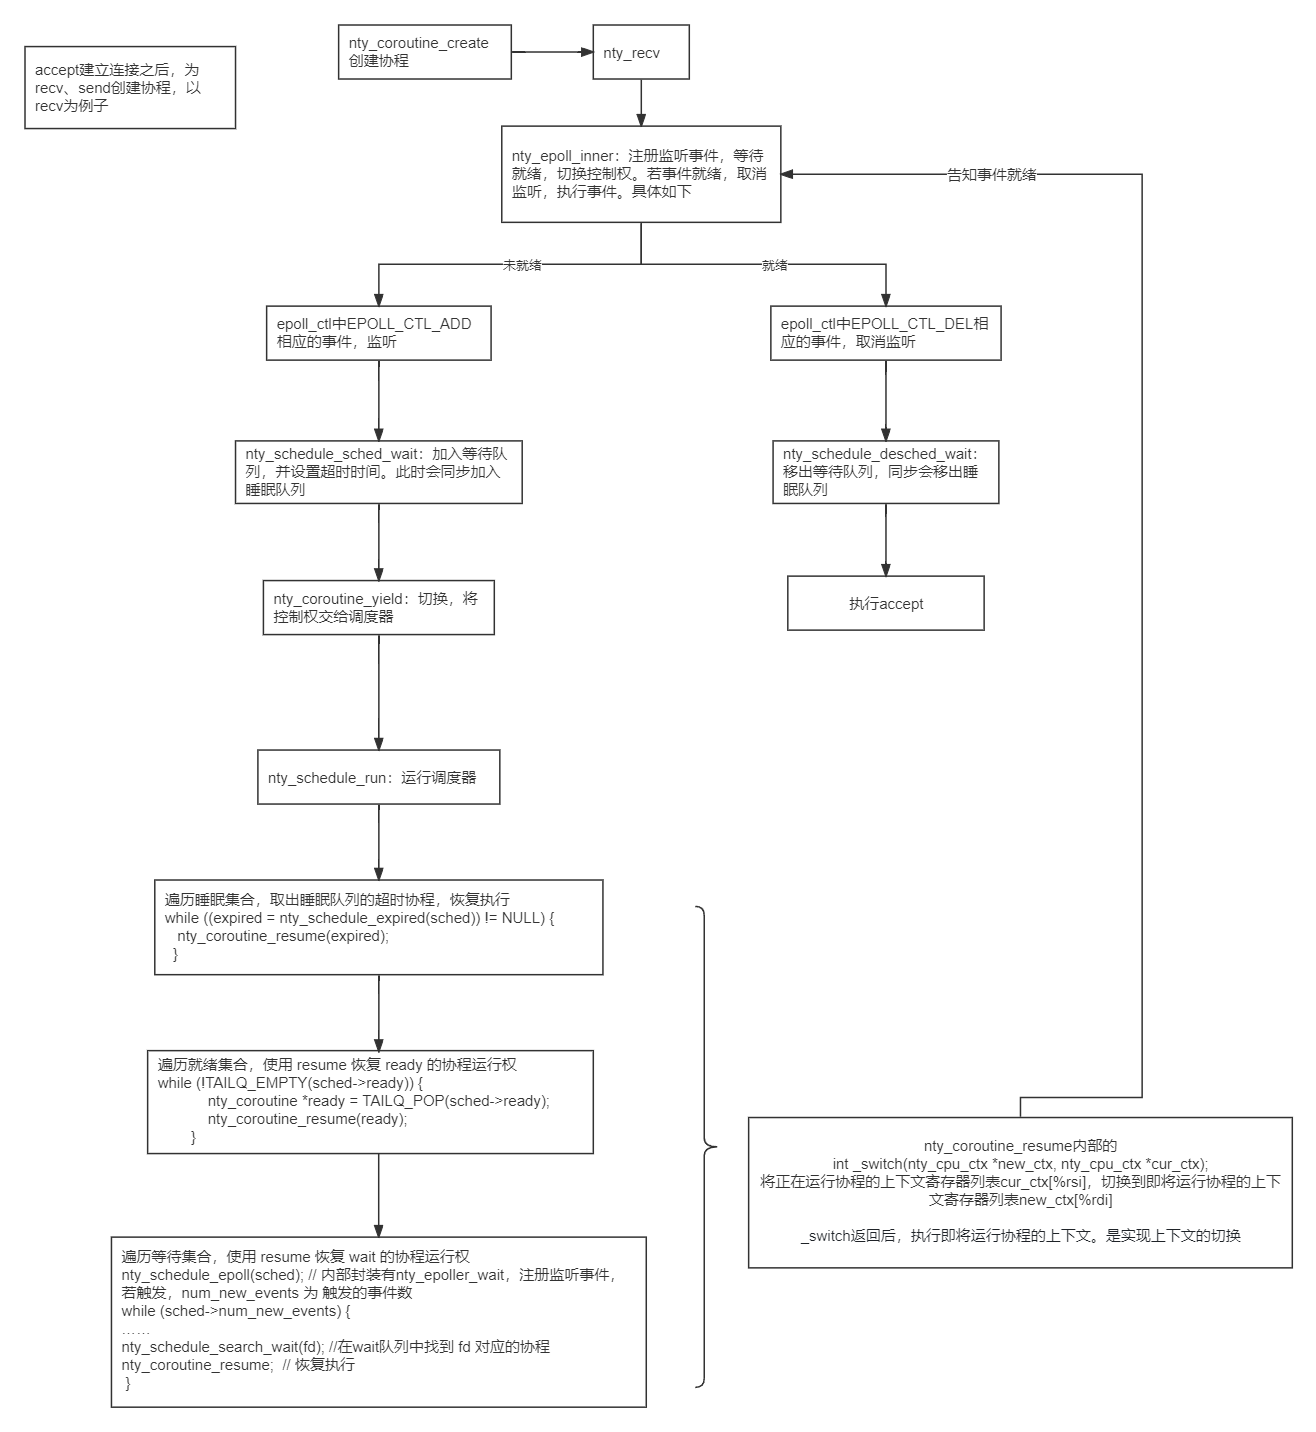 accept建立连接之后，为
recv、send创建协程，以
recv为例子
nty_coroutine_create
创建协程
nty_recv
nty_epoll_inner：注册监听事件，等待
就绪，切换控制权。若事件就绪，取消
监听，执行事件。具体如下
告知事件就绪
未就绪
就绪
epoll_ctl中EPOLL_CTL_ADD
相应的事件，监听
epoll_ctl中EPOLL_CTL_DEL相
应的事件，取消监听
nty_schedule_sched_wait：加入等待队
列，并设置超时时间。此时会同步加入
睡眠队列
nty_schedule_desched_wait：
移出等待队列，同步会移出睡
眠队列
nty_coroutine_yield：切换，将
控制权交给调度器
执行accept
nty_schedule_run：运行调度器
遍历睡眠集合，取出睡眠队列的超时协程，恢复执行
while ((expired = nty_schedule_expired(sched)) != NULL) {
nty_coroutine_resume(expired);
}
遍历就绪集合，使用 resume 恢复 ready 的协程运行权
while (!TAILQ_EMPTY(sched->ready)) {
nty_coroutine *ready = TAILQ_POP(sched->ready);
nty_coroutine_resume(ready);
}
nty_coroutine_resume内部的
int _switch(nty_cpu_ctx *new_ctx, nty_cpu_ctx *cur_ctx);
将正在运行协程的上下文寄存器列表cur_ctx[%rsi]，切换到即将运行协程的上下
文寄存器列表new_ctx[%rdi]
_switch返回后，执行即将运行协程的上下文。是实现上下文的切换
遍历等待集合，使用 resume 恢复 wait 的协程运行权
nty_schedule_epoll(sched); // 内部封装有nty_epoller_wait，注册监听事件，
若触发，num_new_events 为 触发的事件数
while (sched->num_new_events) {
……
nty_schedule_search_wait(fd); //在wait队列中找到 fd 对应的协程
nty_coroutine_resume;  // 恢复执行
}